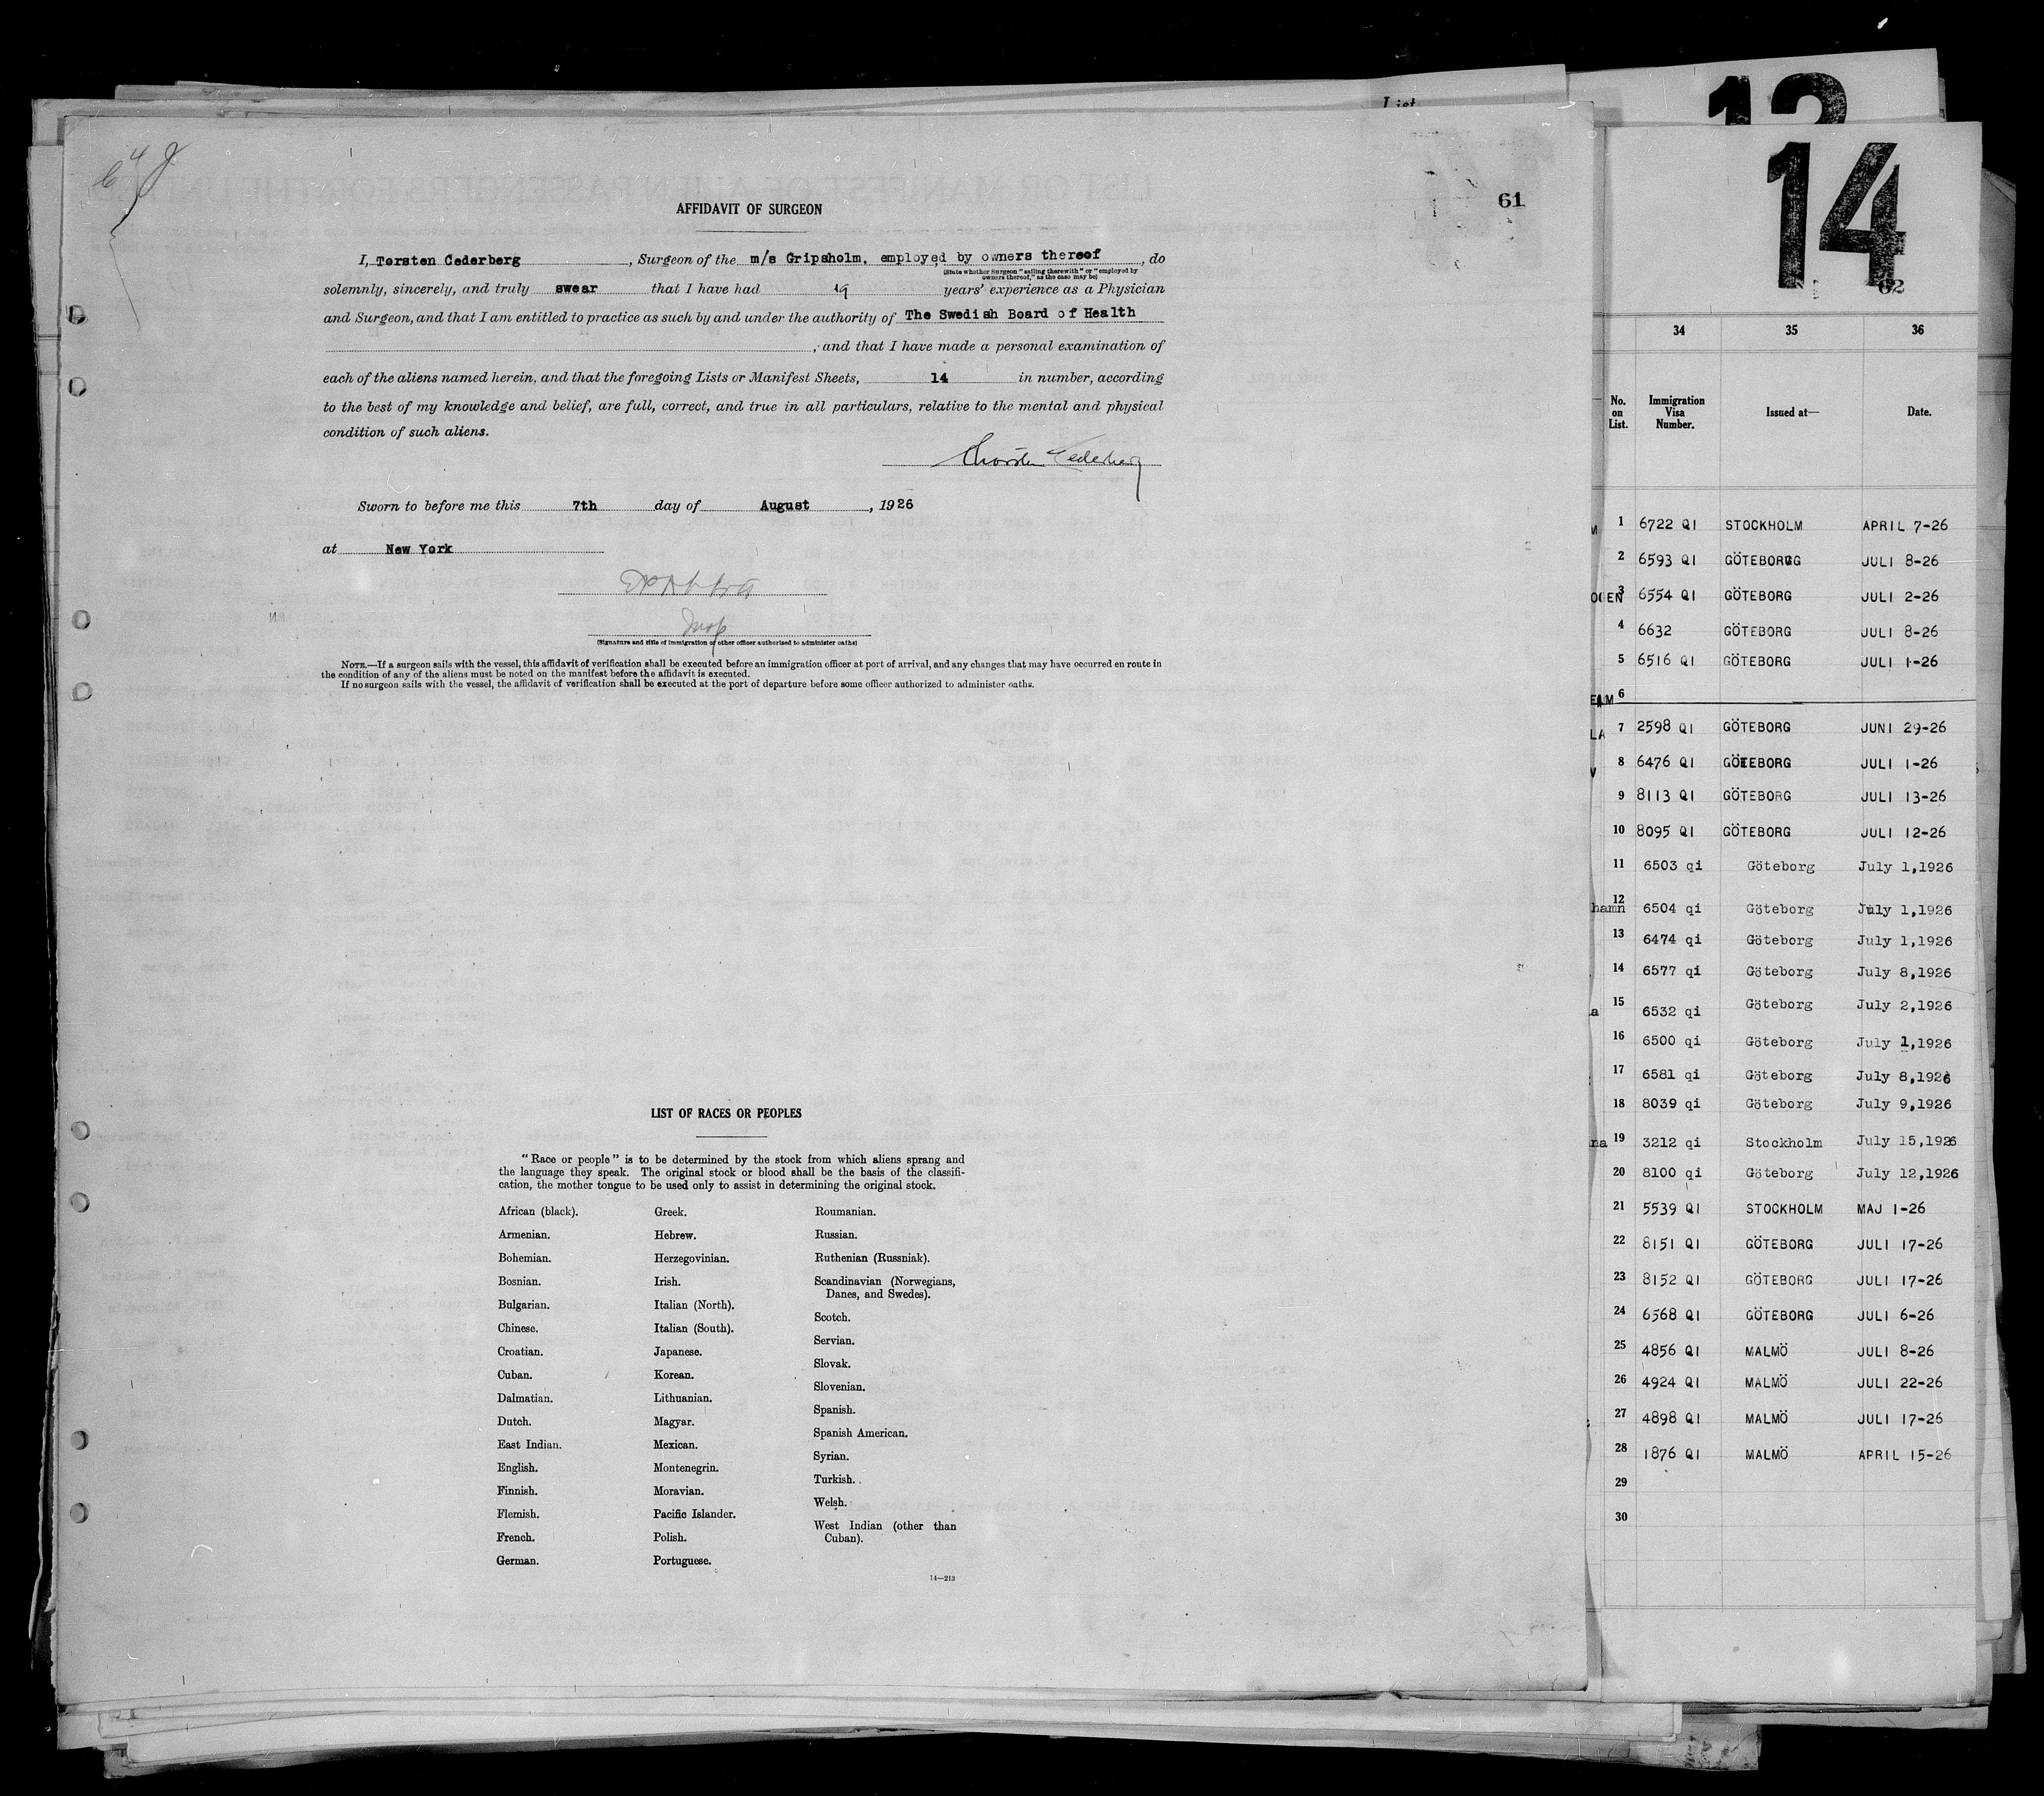 List
13
14
61
62
AFFIDAVIT OF SURGEON
I, Torsten Cederberg, Surgeon of the m/s Gripsholm, employed by owners thereof, do
(State whether Surgeon "sailing therewith" or "employed by
owners thereof," as the case may be)
solemnly, sincerely, and truly swear that I have had 19 years' experience as a Physician
and Surgeon, and that I am entitled to practice as such by and under the authority of The Swedish Board of Health
, and that I have made a personal examination of
each of the aliens named herein, and that the foregoing Lists or Manifest Sheets, 14 in number, according
to the best of my knowledge and belief, are full, correct, and true in all particulars, relative to the mental and physical
condition of such aliens.
Thorsten Cederberg
Sworn to before me this 7th day of August, 1926
at New York
Insp
(Signature and title of immigration or other officer authorized to administer oaths)
NOTE.—If a surgeon sails with the vessel, this affidavit of verification shall be executed before an immigration officer at port of arrival, and any changes that may have occurred en route in
the condition of any of the aliens must be noted on the manifest before the affidavit is executed.
If no surgeon sails with the vessel, the affidavit of verification shall be executed at the port of departure before some officer authorized to administer oaths.
LIST OF RACES OR PEOPLES
"Race or people" is to be determined by the stock from which aliens sprang and
the language they speak. The original stock or blood shall be the basis of the classifi-
cation, the mother tongue to be used only to assist in determining the original stock.
African (black).
Armenian.
Bohemian.
Bosnian.
Bulgarian.
Chinese.
Croatian.
Cuban.
Dalmatian.
Dutch.
East Indian.
English.
Finnish.
Flemish.
French.
German.
Greek.
Hebrew.
Herzegovinian.
Irish.
Italian (North).
Italian (South).
Japanese.
Korean.
Lithuanian.
Magyar.
Mexican.
Montenegrin.
Moravian.
Pacific Islander.
Polish.
Portuguese.
Roumanian.
Russian.
Ruthenian (Russniak).
Scandinavian (Norwegians,
Danes, and Swedes).
Scotch.
Servian.
Slovak.
Slovenian.
Spanish.
Spanish American.
Syrian.
Turkish.
Welsh.
West Indian (other than
Cuban).
14—213
34 35 36
No. on List. Immigration Visa Number. Issued at— Date.
1 6722 QI STOCKHOLM APRIL 7-26
2 6593 QI GÖTEBORGG JULI 8-26
3 6554 QI GÖTEBORG JULI 2-26
4 6632 GÖTEBORG JULI 8-26
5 6516 QI GÖTEBORG JULI 1-26
6
7 2598 QI GÖTEBORG JUNI 29-26
8 6476 QI GÖTEBORG JULI 1-26
9 8113 QI GÖTEBORG JULI 13-26
10 8095 QI GÖTEBORG JULI 12-26
11 6503 qi Göteborg July 1,1926
hamn 12 6504 qi Göteborg July 1,1926
13 6474 qi Göteborg July 1,1926
14 6577 qi Göteborg July 8,1926
15 6532 qi Göteborg July 2,1926
16 6500 qi Göteborg July 1,1926
17 6581 qi Göteborg July 8,1926
18 8039 qi Göteborg July 9,1926
na 19 3212 qi Stockholm July 15,1926
20 8100 qi Göteborg July 12,1926
21 5539 QI STOCKHOLM MAJ 1-26
22 8151 QI GÖTEBORG JULI 17-26
23 8152 QI GÖTEBORG JULI 17-26
24 6568 QI GÖTEBORG JULI 6-26
25 4856 QI MALMÖ JULI 8-26
26 4924 QI MALMÖ JULI 22-26
27 4898 QI MALMÖ JULI 17-26
28 1876 QI MALMÖ APRIL 15-26
29
30